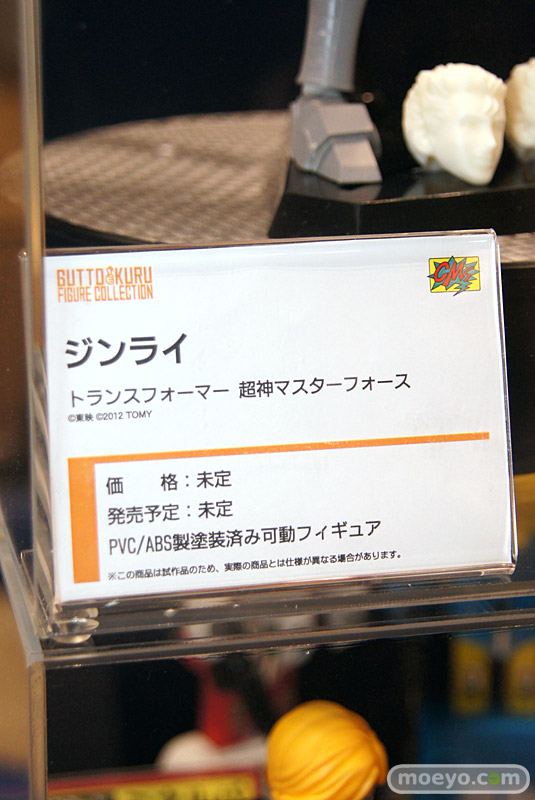 GUTTO&KURU
FIGURE COLLECTION
CM's
ジンライ
トランスフォーマー 超神マスターフォース
©東映 ©2012 TOMY
価　格：未定
発売予定：未定
PVC/ABS製塗装済み可動フィギュア
※この商品は試作品のため、実際の商品とは仕様が異なる場合があります。
moeyo.com